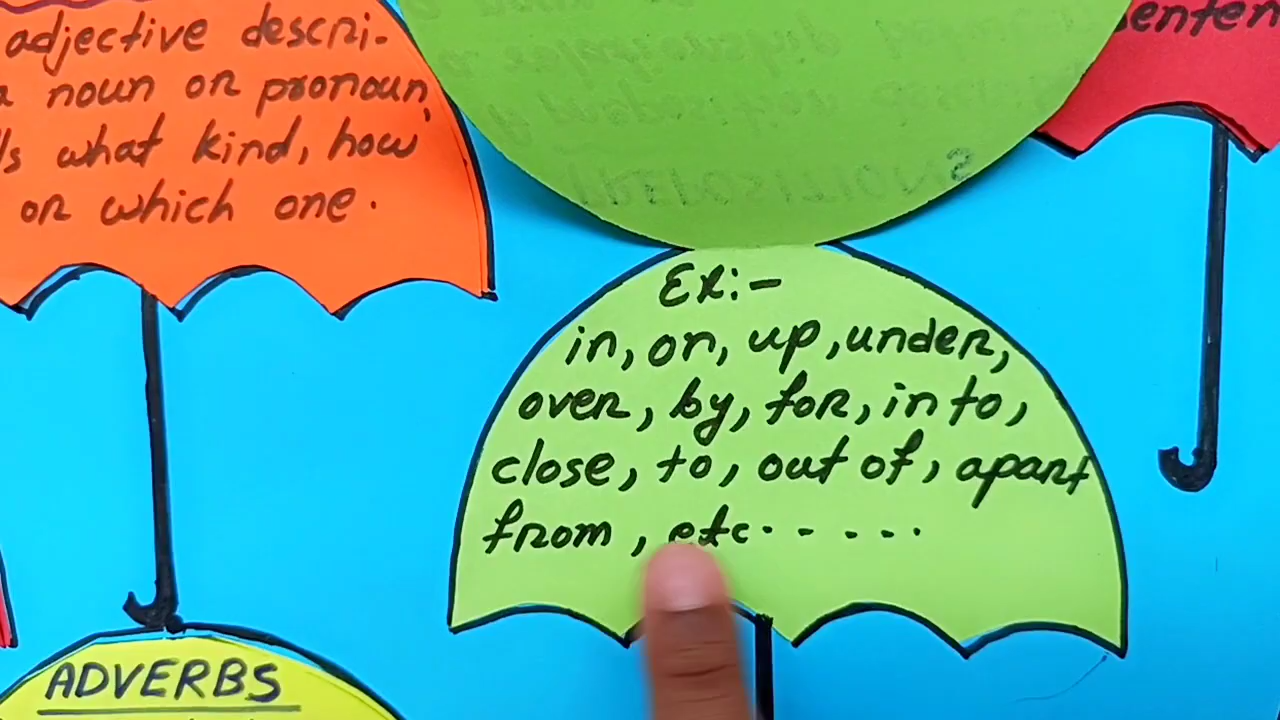 adjective descri-
noun or pronoun,
what kind, how
or which one.
Ex:-
in, on, up, under,
over, by, for, into,
close, to, out of, apart
from, etc.....
ADVERBS